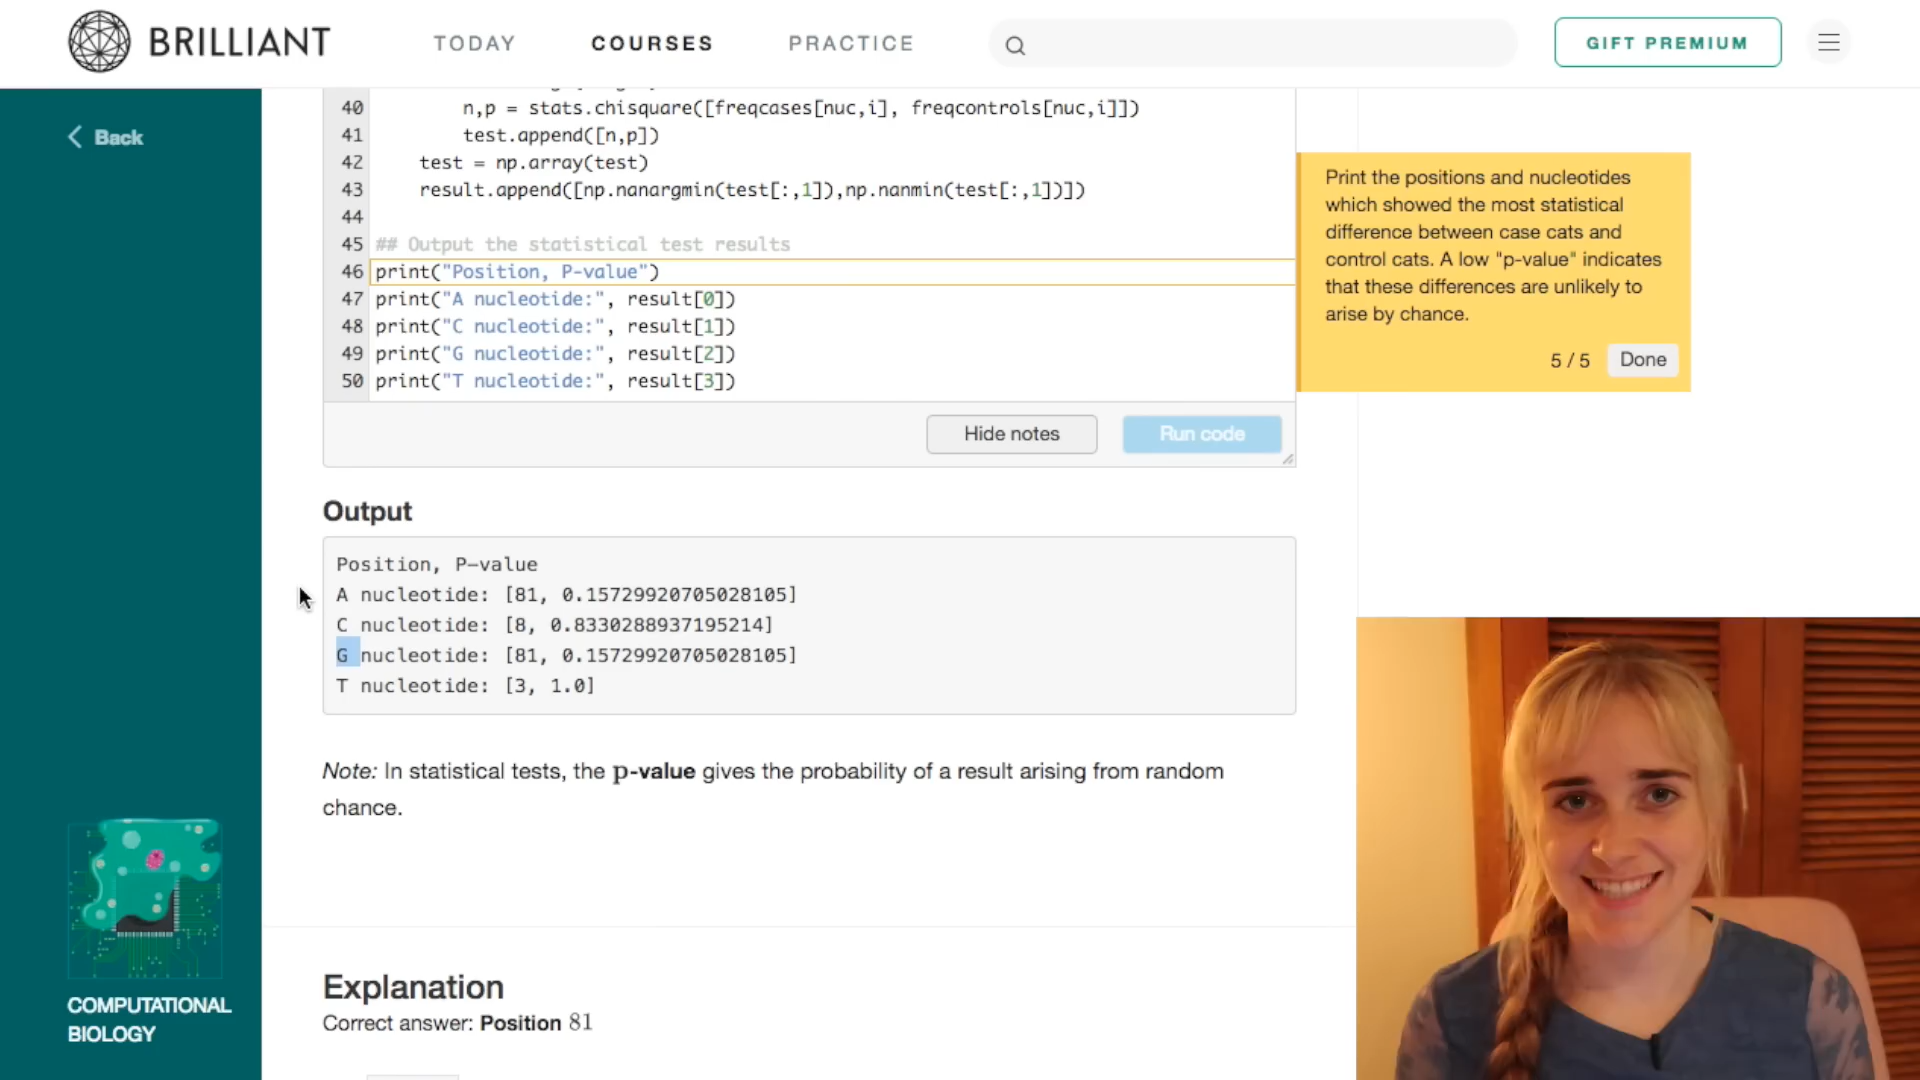 BRILLIANT
TODAY
COURSES
PRACTICE
GIFT PREMIUM
Back
40 n,p = stats.chisquare([freqcases[nuc,i], freqcontrols[nuc,i]])
41 test.append([n,p])
42 test = np.array(test)
43 result.append([np.nanargmin(test[:,1]),np.nanmin(test[:,1])])
44
45 ## Output the statistical test results
46 print("Position, P-value")
47 print("A nucleotide:", result[0])
48 print("C nucleotide:", result[1])
49 print("G nucleotide:", result[2])
50 print("T nucleotide:", result[3])
Print the positions and nucleotides
which showed the most statistical
difference between case cats and
control cats. A low "p-value" indicates
that these differences are unlikely to
arise by chance.
5 / 5 Done
Hide notes
Run code
Output
Position, P-value
A nucleotide: [81, 0.15729920705028105]
C nucleotide: [8, 0.8330288937195214]
G nucleotide: [81, 0.15729920705028105]
T nucleotide: [3, 1.0]
Note: In statistical tests, the p-value gives the probability of a result arising from random
chance.
COMPUTATIONAL
BIOLOGY
Explanation
Correct answer: Position 81